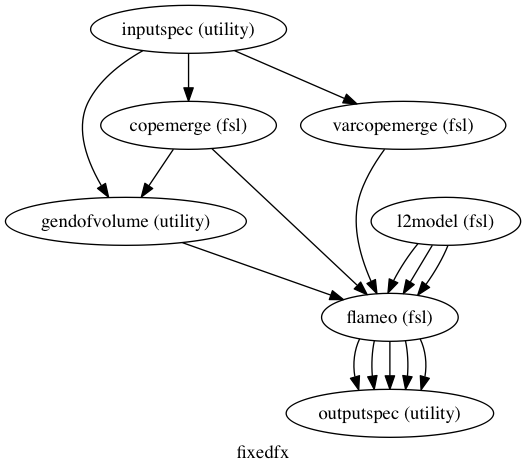 inputspec (utility)
copemerge (fsl)
varcopemerge (fsl)
gendofvolume (utility)
l2model (fsl)
flameo (fsl)
outputspec (utility)
fixedfx